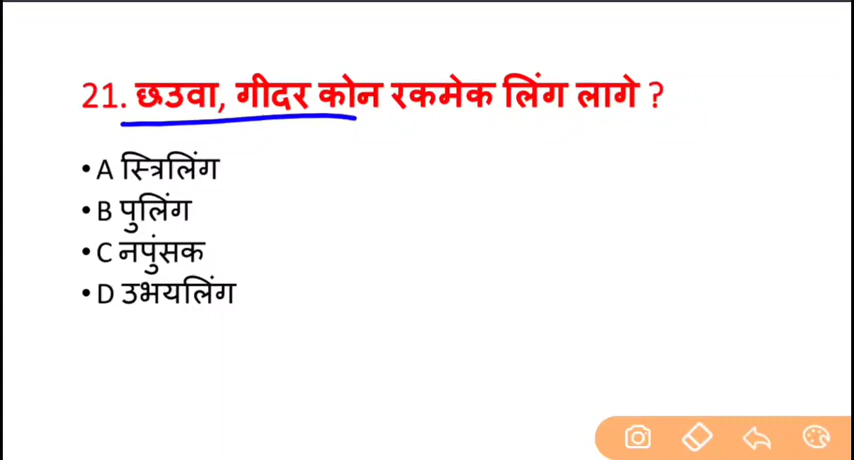 21. छउवा, गीदर कोन रकमेक लिंग लागे ?
• A स्त्रिलिंग
• B पुलिंग
• C नपुंसक
• D उभयलिंग